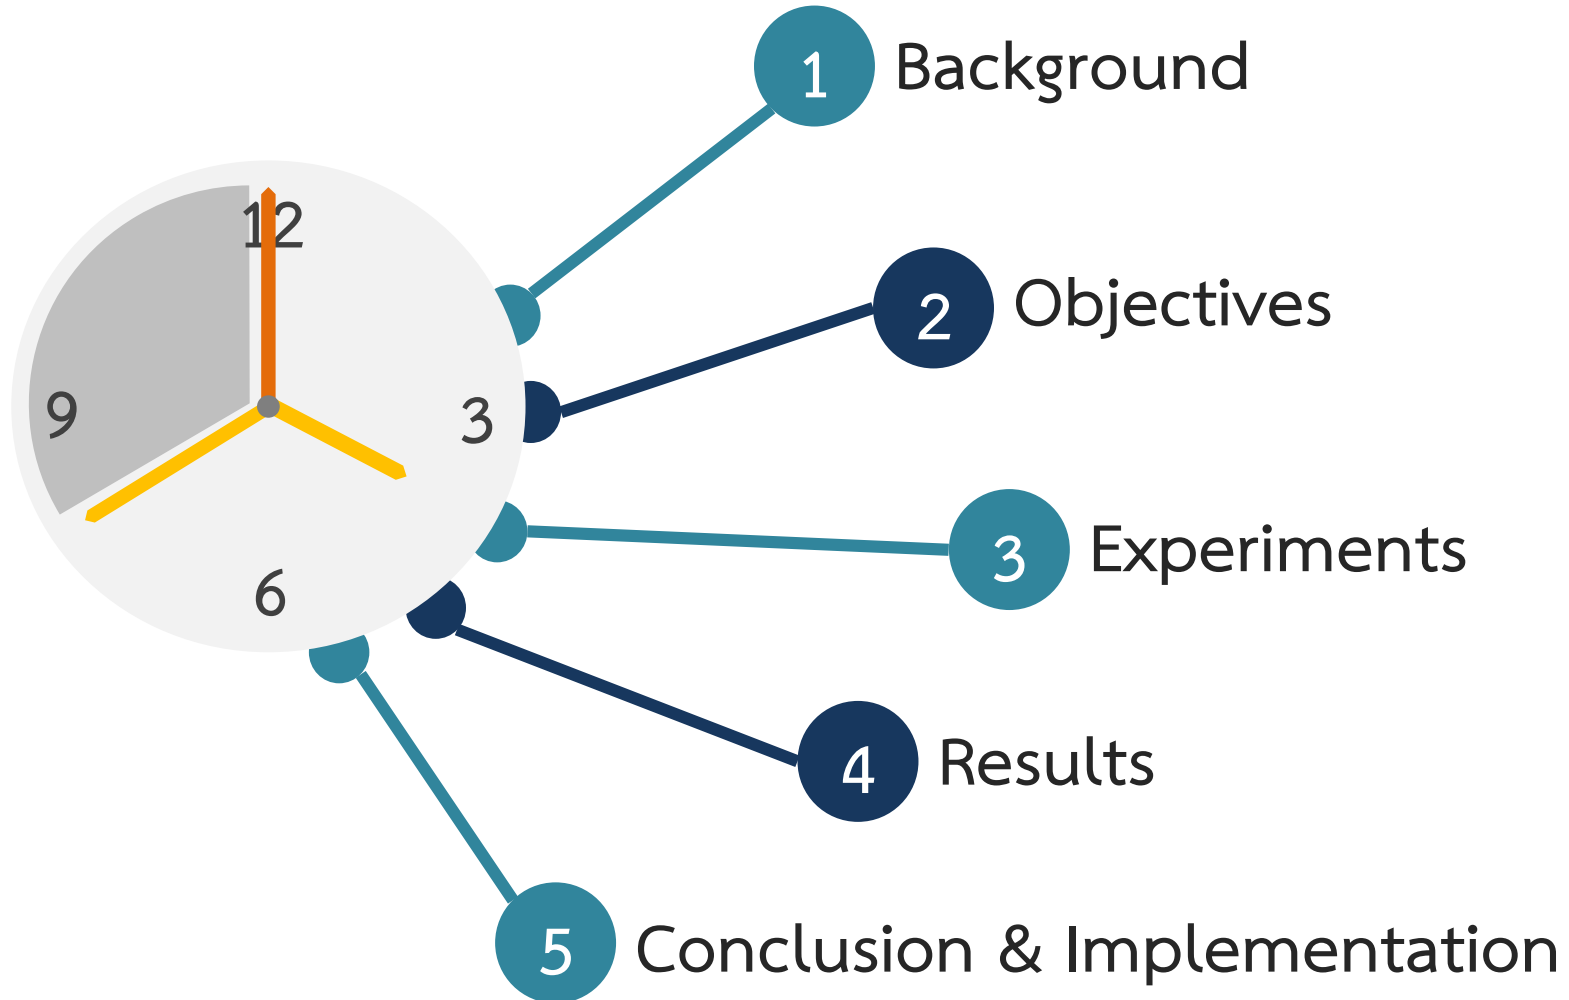 12
3
6
9
1 Background
2 Objectives
3 Experiments
4 Results
5 Conclusion & Implementation